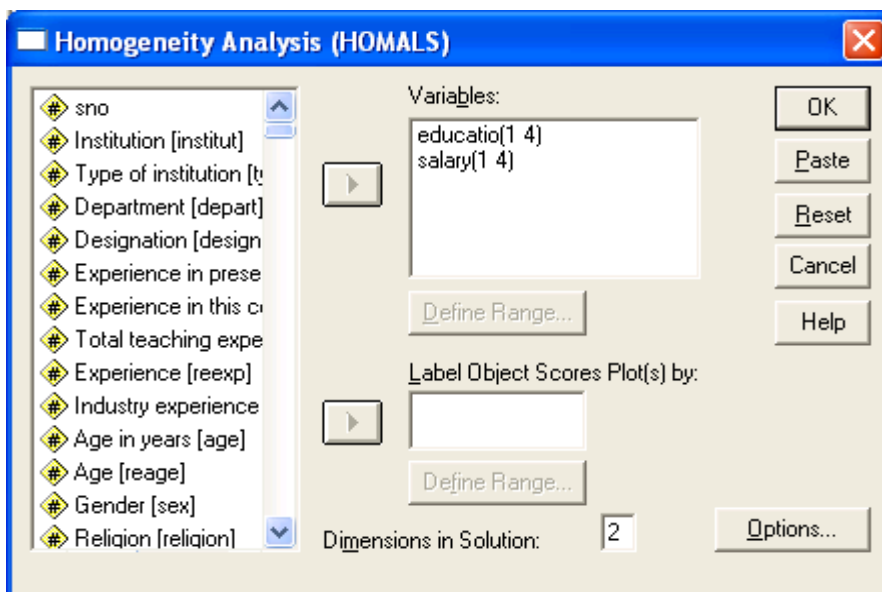 Homogeneity Analysis (HOMALS)
sno
Institution [institut]
Type of institution [ty
Department [depart]
Designation [design
Experience in prese
Experience in this co
Total teaching expe
Experience [reexp]
Industry experience
Age in years [age]
Age [reage]
Gender [sex]
Religion [religion]
Variables:
educatio(1 4)
salary(1 4)
Define Range...
Label Object Scores Plot(s) by:
Define Range...
Dimensions in Solution:
2
OK
Paste
Reset
Cancel
Help
Options...